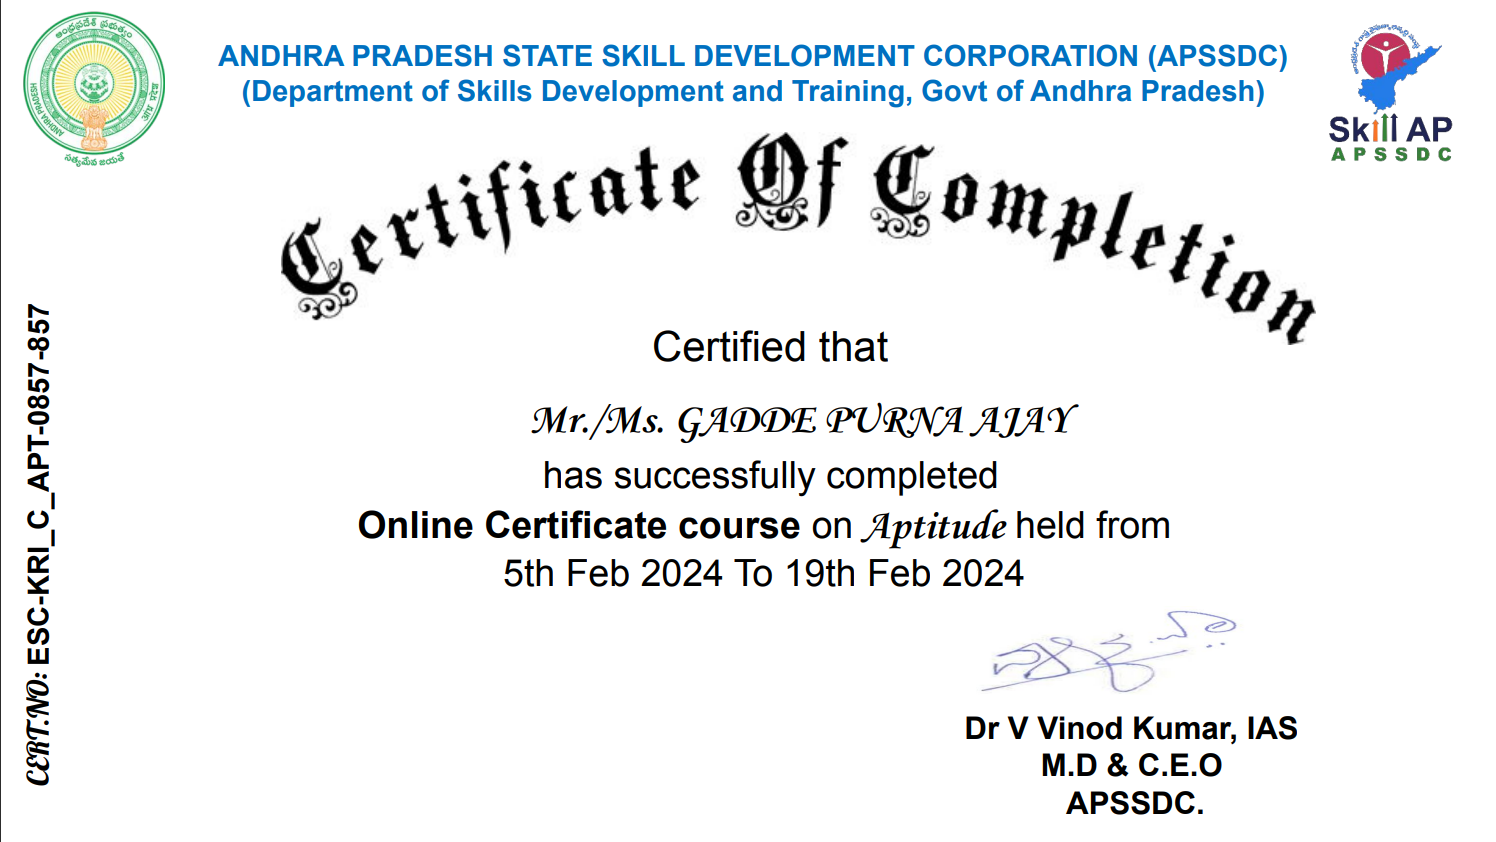 ఆంధ్రప్రదేశ్ ప్రభుత్వం
ANDHRA PRADESH
సత్యమేవ జయతే
ANDHRA PRADESH STATE SKILL DEVELOPMENT CORPORATION (APSSDC)
(Department of Skills Development and Training, Govt of Andhra Pradesh)
Skill AP
APSSDC
Certificate Of Completion
Certified that
Mr./Ms. GADDE PURNA AJAY
has successfully completed
Online Certificate course on Aptitude held from
5th Feb 2024 To 19th Feb 2024
Dr V Vinod Kumar, IAS
M.D & C.E.O
APSSDC.
CERT.NO: ESC-KRI_C_APT-0857-857